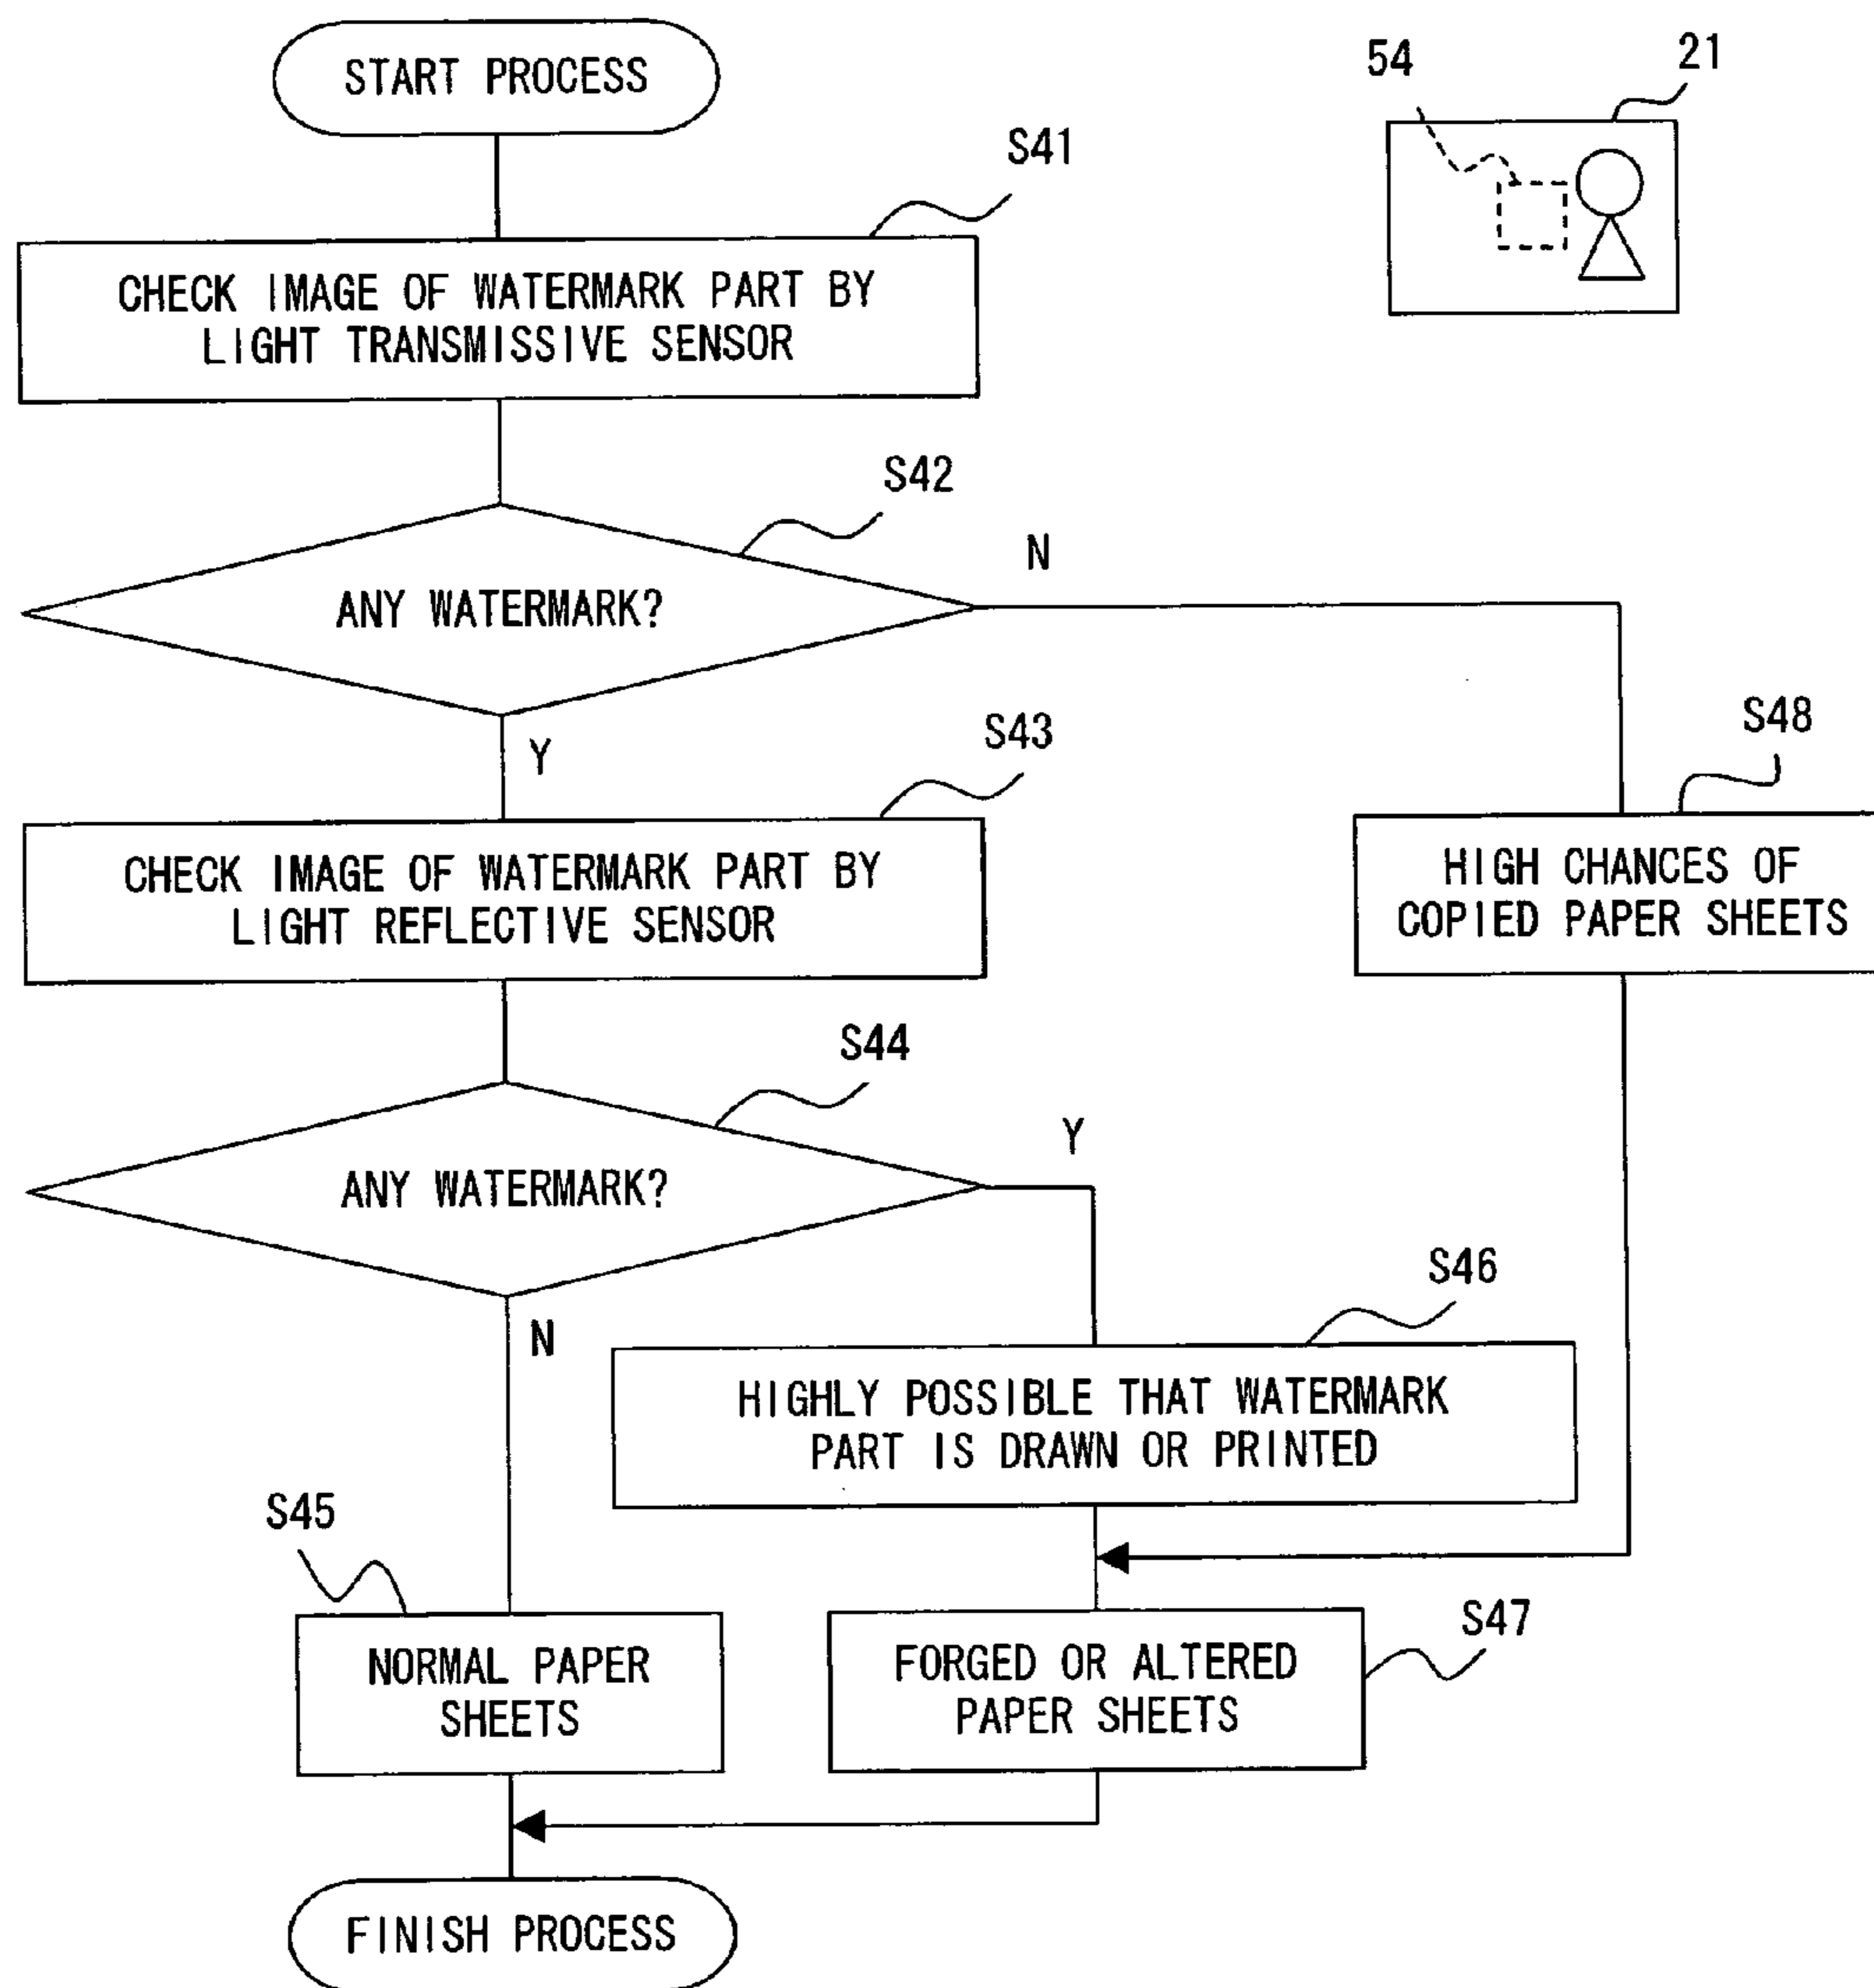 START PROCESS
54
21
S41
CHECK IMAGE OF WATERMARK PART BY
LIGHT TRANSMISSIVE SENSOR
S42
ANY WATERMARK?
N
Y
S43
CHECK IMAGE OF WATERMARK PART BY
LIGHT REFLECTIVE SENSOR
S48
HIGH CHANCES OF
COPIED PAPER SHEETS
S44
ANY WATERMARK?
Y
N
S46
HIGHLY POSSIBLE THAT WATERMARK
PART IS DRAWN OR PRINTED
S45
NORMAL PAPER
SHEETS
S47
FORGED OR ALTERED
PAPER SHEETS
FINISH PROCESS